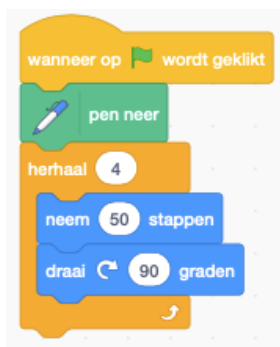 wanneer op wordt geklikt
pen neer
herhaal 4
neem 50 stappen
draai 90 graden